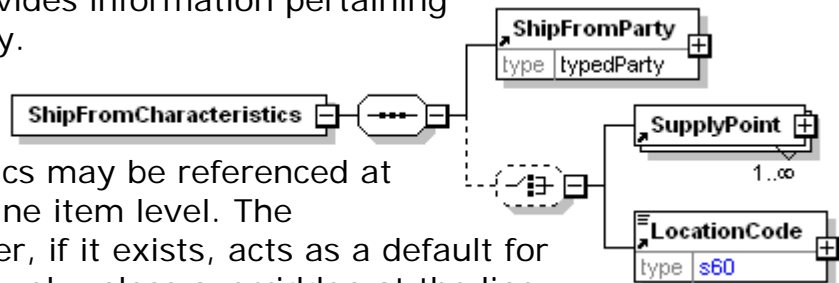 vides information pertaining
y.
ShipFromParty
type typedParty
ShipFromCharacteristics
SupplyPoint
1..∞
cs may be referenced at
ne item level. The
er, if it exists, acts as a default for
LocationCode
type s60